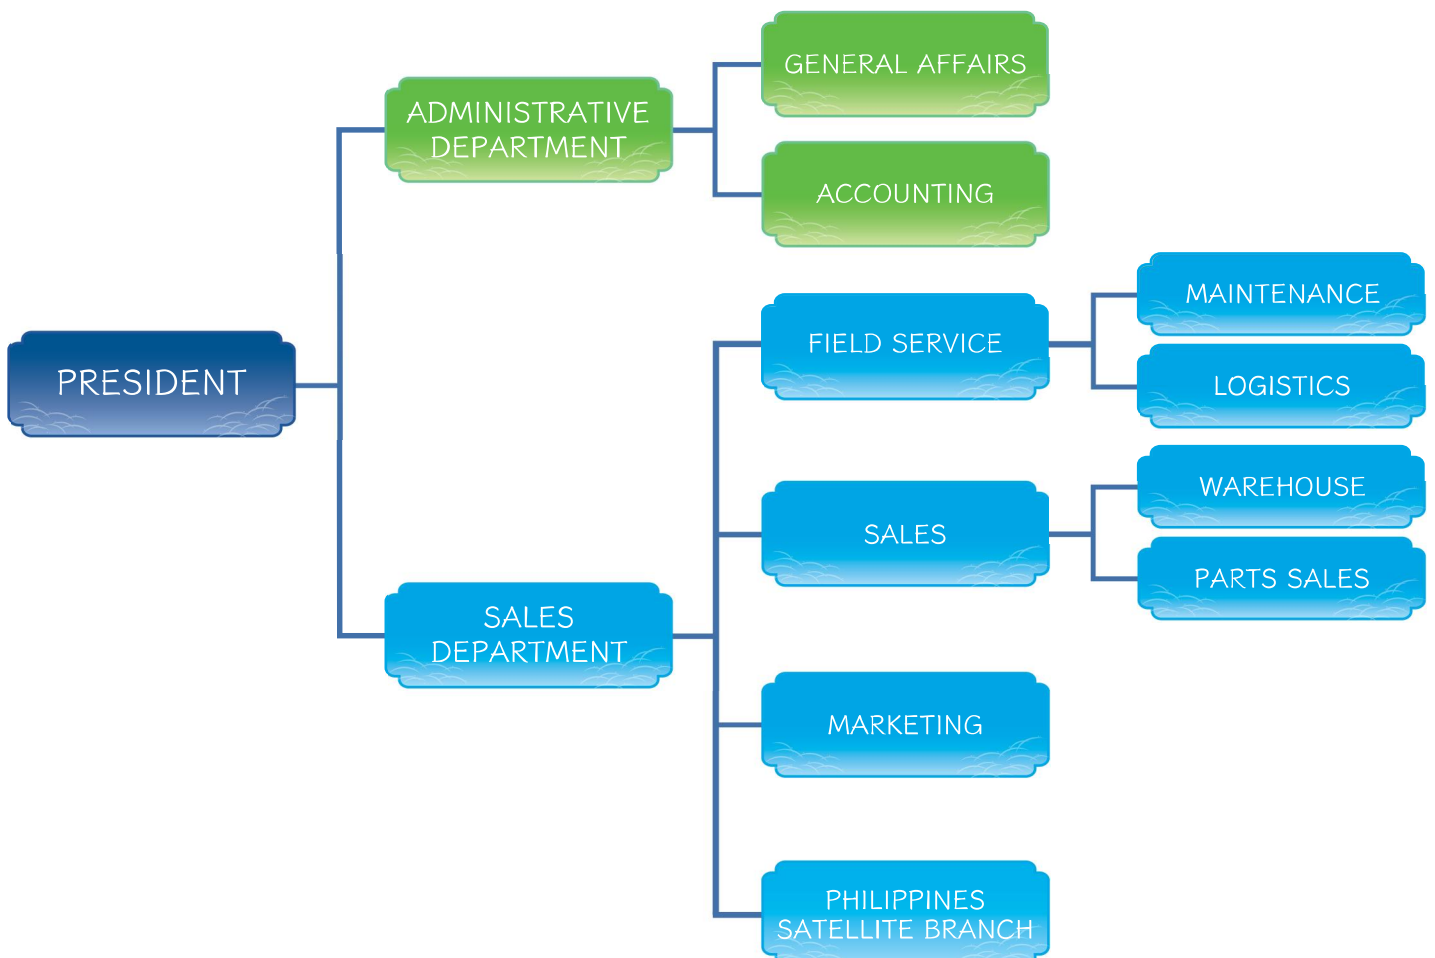 PRESIDENT
ADMINISTRATIVE
DEPARTMENT
GENERAL AFFAIRS
ACCOUNTING
SALES
DEPARTMENT
FIELD SERVICE
MAINTENANCE
LOGISTICS
SALES
WAREHOUSE
PARTS SALES
MARKETING
PHILIPPINES
SATELLITE BRANCH